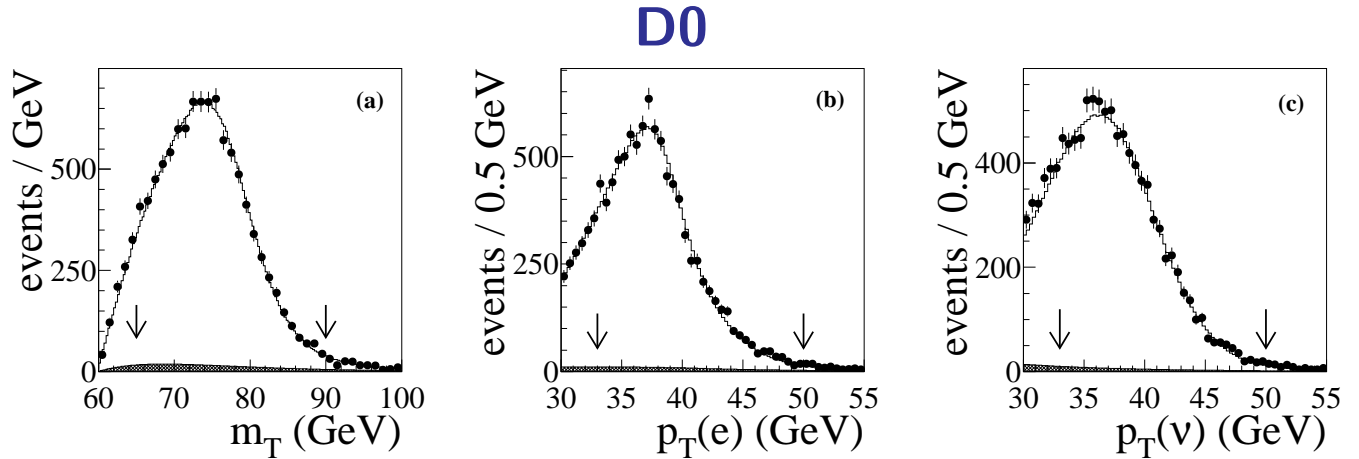 D0
(a)
events / GeV
500
250
0
60 70 80 90 100
m_T (GeV)
(b)
events / 0.5 GeV
500
250
0
30 35 40 45 50 55
p_T(e) (GeV)
(c)
events / 0.5 GeV
400
200
0
30 35 40 45 50 55
p_T(ν) (GeV)